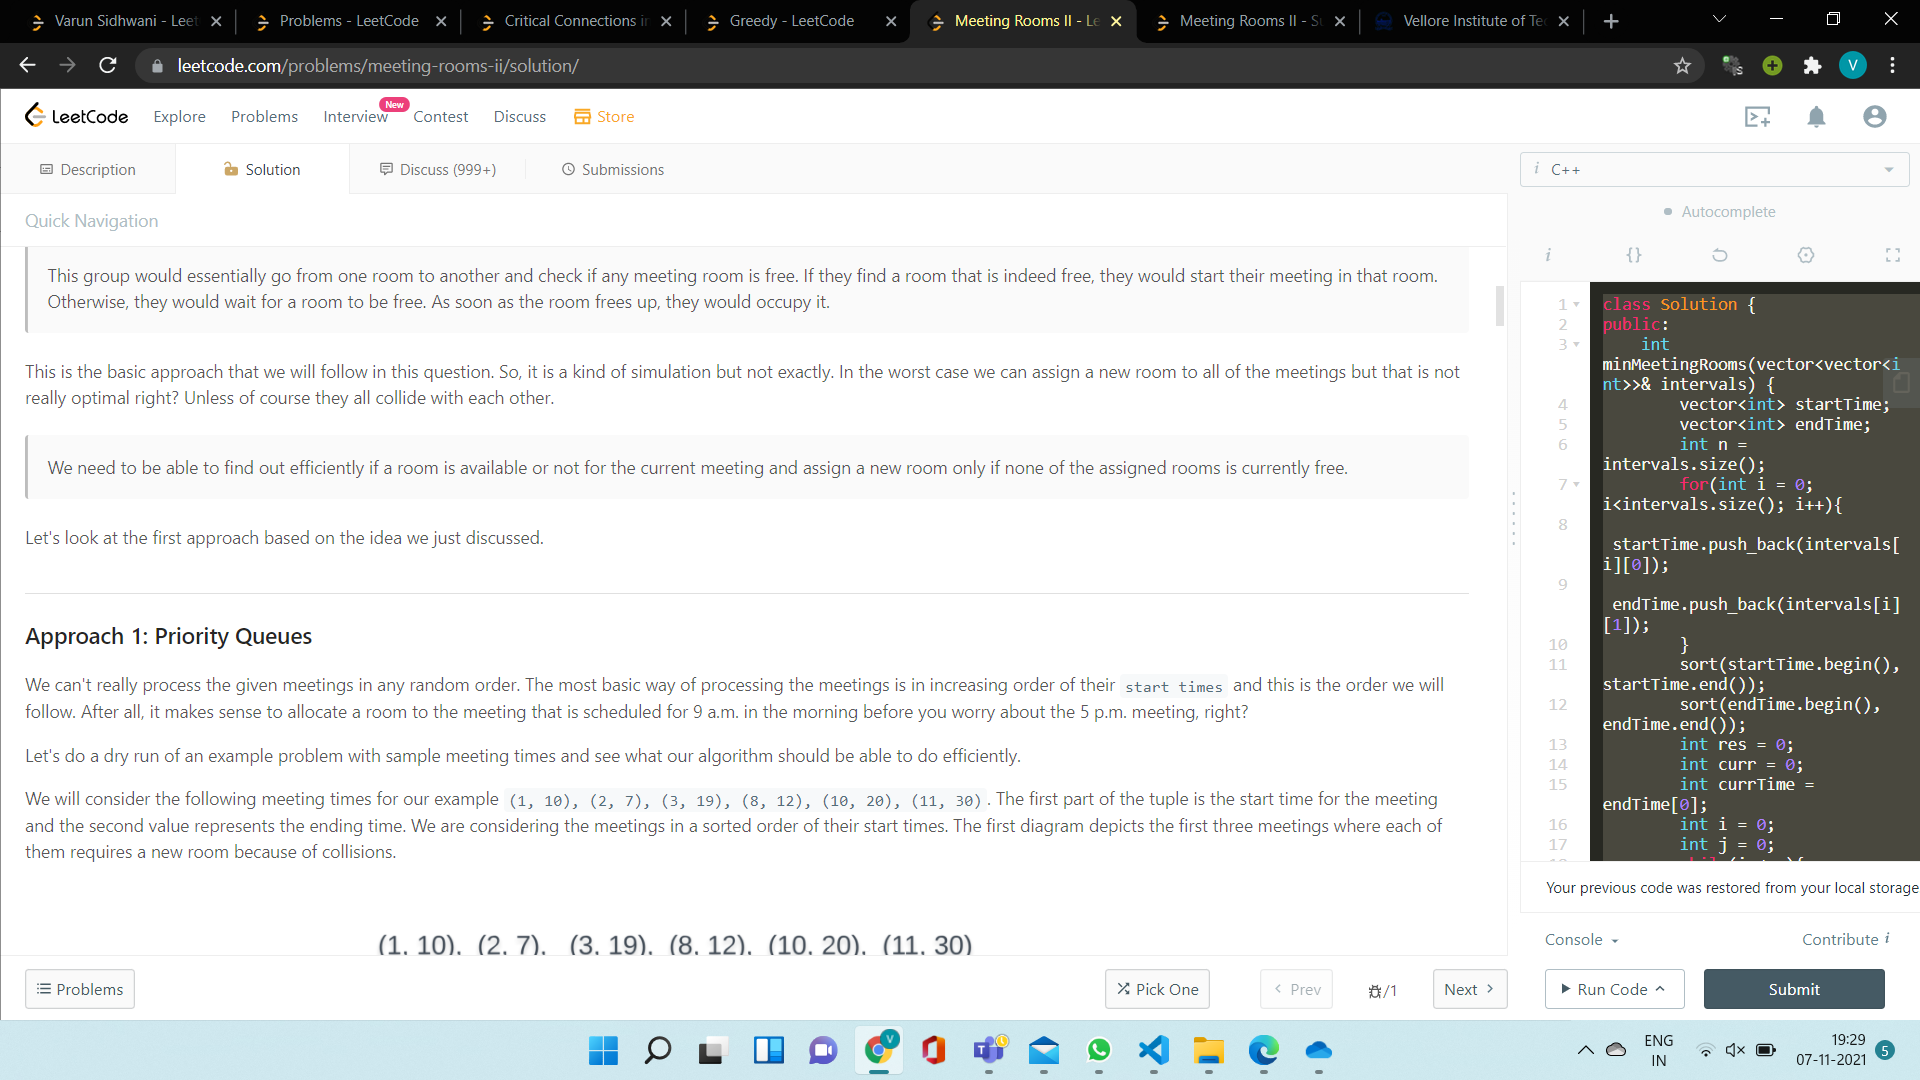 Varun Sidhwani - Leet
Problems - LeetCode
Critical Connections in
Greedy - LeetCode
Meeting Rooms II - Le
Meeting Rooms II - Su
Vellore Institute of Tec
leetcode.com/problems/meeting-rooms-ii/solution/
V
LeetCode
Explore
Problems
Interview
New
Contest
Discuss
Store
Description
Solution
Discuss (999+)
Submissions
i C++
Quick Navigation
Autocomplete
i {}
This group would essentially go from one room to another and check if any meeting room is free. If they find a room that is indeed free, they would start their meeting in that room.
Otherwise, they would wait for a room to be free. As soon as the room frees up, they would occupy it.
This is the basic approach that we will follow in this question. So, it is a kind of simulation but not exactly. In the worst case we can assign a new room to all of the meetings but that is not
really optimal right? Unless of course they all collide with each other.
We need to be able to find out efficiently if a room is available or not for the current meeting and assign a new room only if none of the assigned rooms is currently free.
Let's look at the first approach based on the idea we just discussed.
Approach 1: Priority Queues
We can't really process the given meetings in any random order. The most basic way of processing the meetings is in increasing order of their start times and this is the order we will
follow. After all, it makes sense to allocate a room to the meeting that is scheduled for 9 a.m. in the morning before you worry about the 5 p.m. meeting, right?
Let's do a dry run of an example problem with sample meeting times and see what our algorithm should be able to do efficiently.
We will consider the following meeting times for our example (1, 10), (2, 7), (3, 19), (8, 12), (10, 20), (11, 30) . The first part of the tuple is the start time for the meeting
and the second value represents the ending time. We are considering the meetings in a sorted order of their start times. The first diagram depicts the first three meetings where each of
them requires a new room because of collisions.
(1, 10), (2, 7), (3, 19), (8, 12), (10, 20), (11, 30)
1 class Solution {
2 public:
3 int
minMeetingRooms(vector<vector<i
nt>>& intervals) {
4 vector<int> startTime;
5 vector<int> endTime;
6 int n =
intervals.size();
7 for(int i = 0;
i<intervals.size(); i++){
8
startTime.push_back(intervals[
i][0]);
9
endTime.push_back(intervals[i]
[1]);
10 }
11 sort(startTime.begin(),
startTime.end());
12 sort(endTime.begin(),
endTime.end());
13 int res = 0;
14 int curr = 0;
15 int currTime =
endTime[0];
16 int i = 0;
17 int j = 0;
Your previous code was restored from your local storage
Console
Contribute i
Problems
Pick One
Prev
/1
Next
Run Code
Submit
V
ENG
IN
19:29
07-11-2021
5